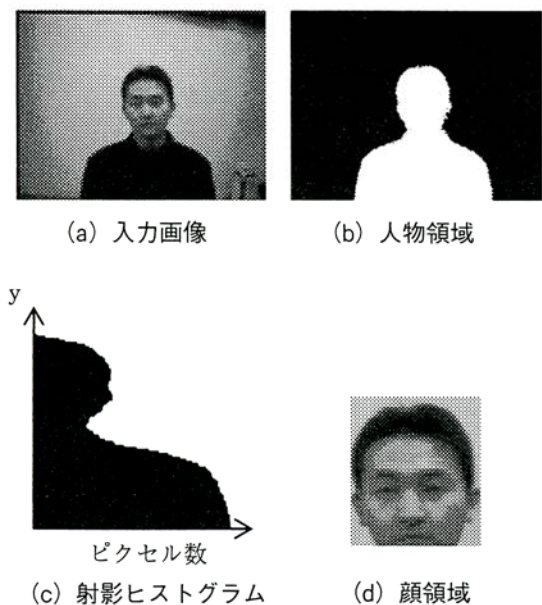 (a) 入力画像
(b) 人物領域
y
ピクセル数
(c) 射影ヒストグラム
(d) 顔領域